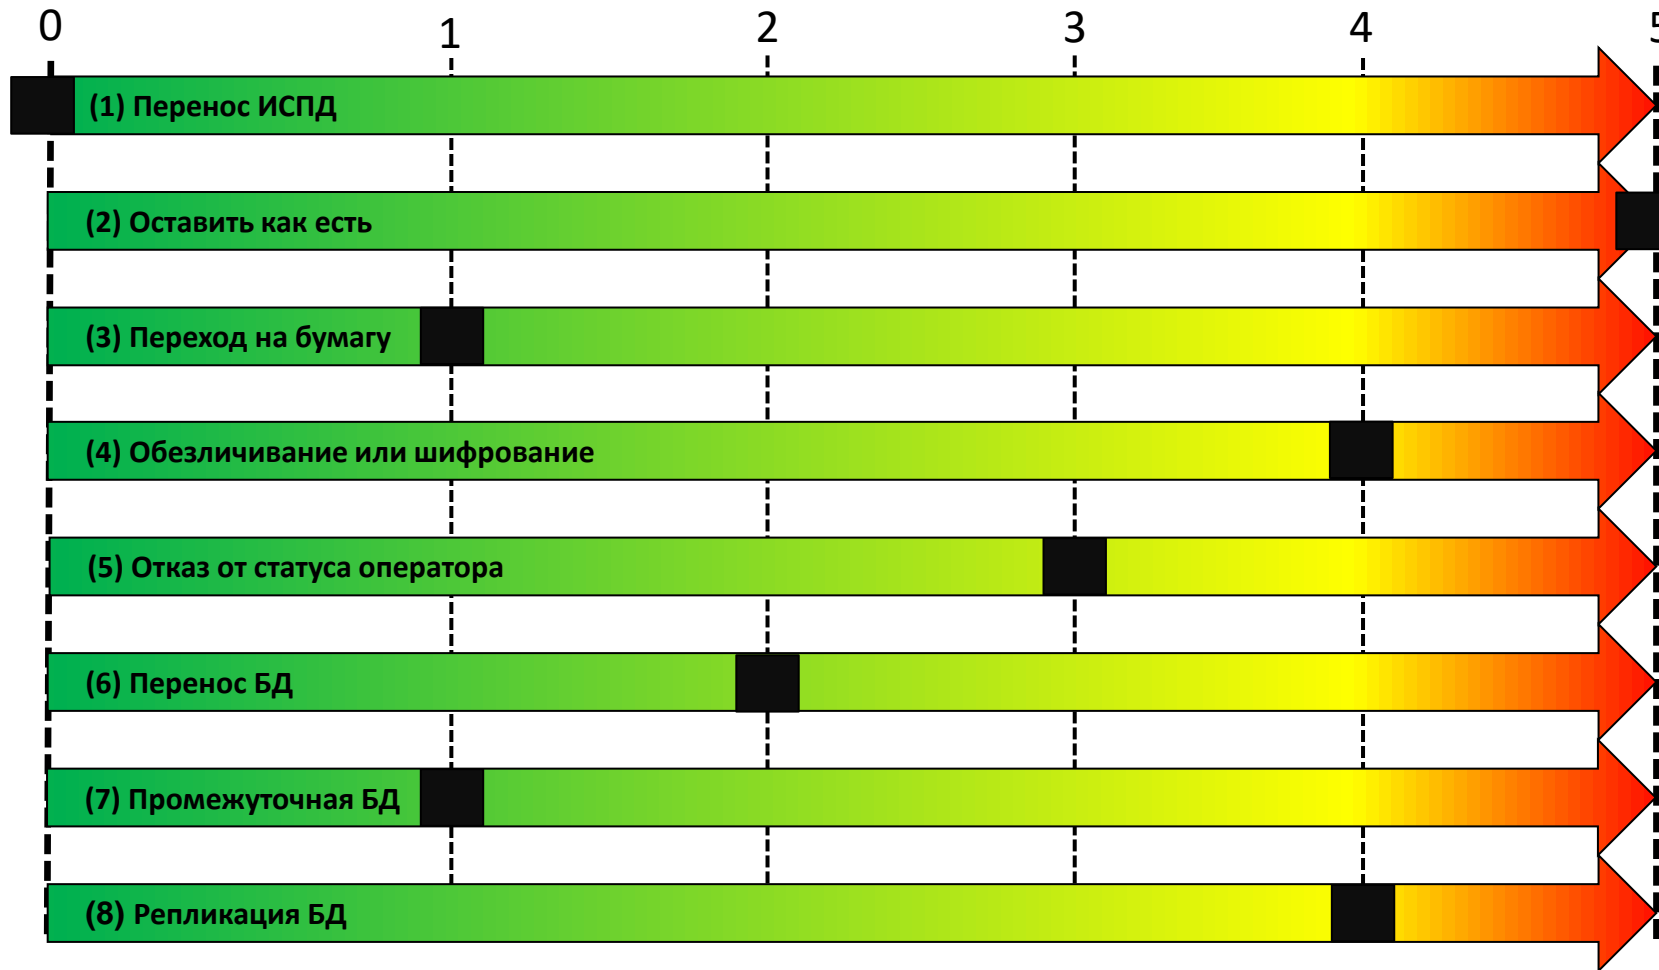 0 1 2 3 4 5
(1) Перенос ИСПД
(2) Оставить как есть
(3) Переход на бумагу
(4) Обезличивание или шифрование
(5) Отказ от статуса оператора
(6) Перенос БД
(7) Промежуточная БД
(8) Репликация БД